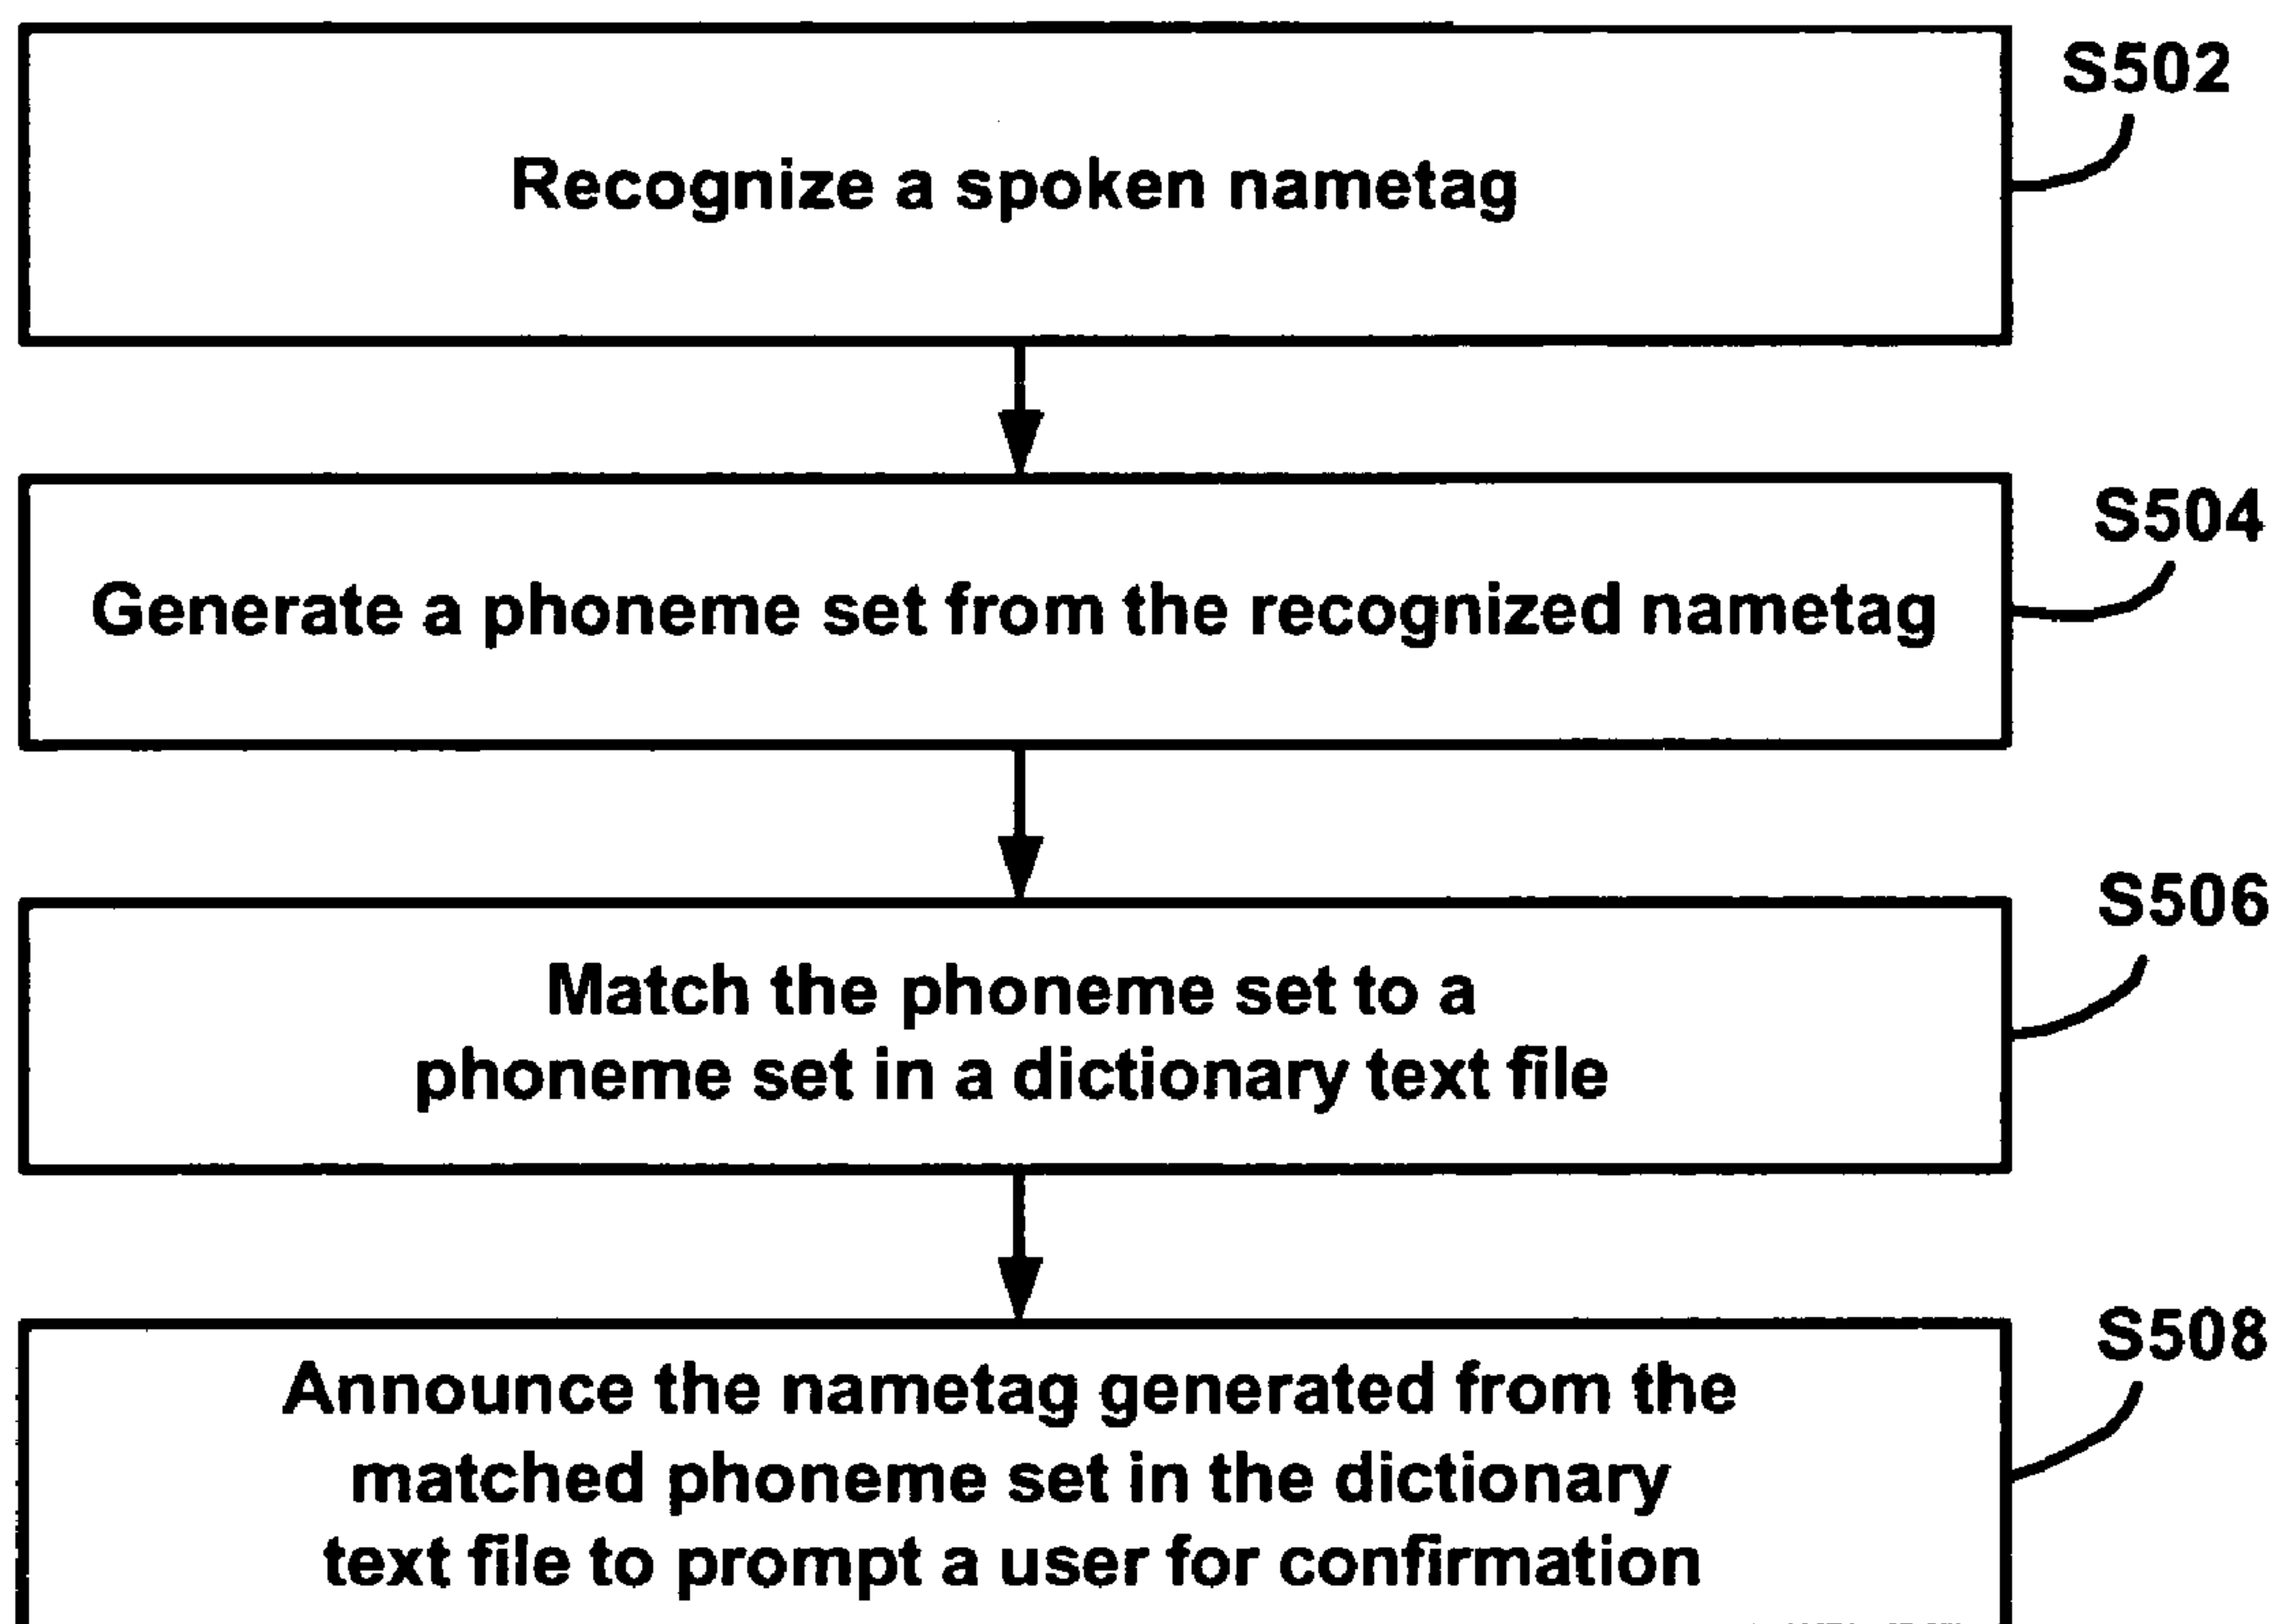 S502
Recognize a spoken nametag
S504
Generate a phoneme set from the recognized nametag
S506
Match the phoneme set to a
phoneme set in a dictionary text file
S508
Announce the nametag generated from the
matched phoneme set in the dictionary
text file to prompt a user for confirmation